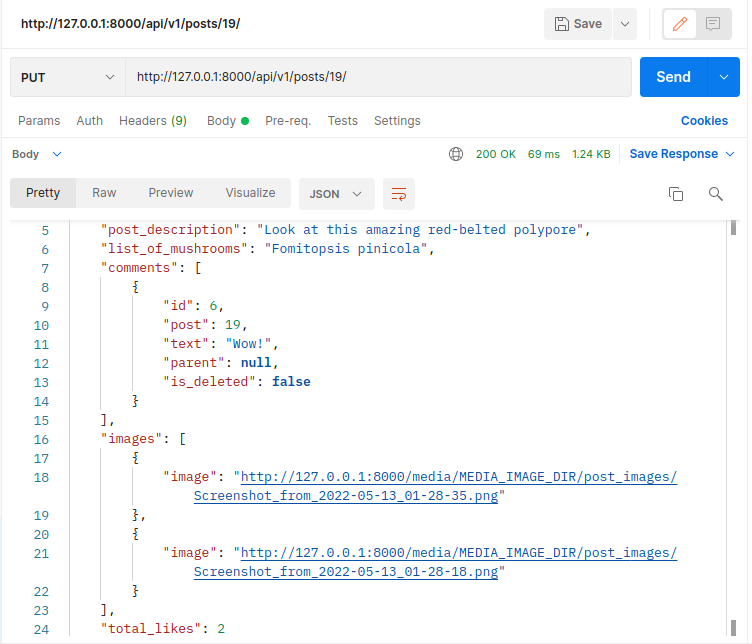 http://127.0.0.1:8000/api/v1/posts/19/
Save
PUT
http://127.0.0.1:8000/api/v1/posts/19/
Send
Params Auth Headers (9) Body Pre-req. Tests Settings Cookies
Body 200 OK 69 ms 1.24 KB Save Response
Pretty Raw Preview Visualize JSON
5 "post_description": "Look at this amazing red-belted polypore",
6 "list_of_mushrooms": "Fomitopsis pinicola",
7 "comments": [
8 {
9 "id": 6,
10 "post": 19,
11 "text": "Wow!",
12 "parent": null,
13 "is_deleted": false
14 }
15 ],
16 "images": [
17 {
18 "image": "http://127.0.0.1:8000/media/MEDIA_IMAGE_DIR/post_images/
Screenshot_from_2022-05-13_01-28-35.png"
19 },
20 {
21 "image": "http://127.0.0.1:8000/media/MEDIA_IMAGE_DIR/post_images/
Screenshot_from_2022-05-13_01-28-18.png"
22 }
23 ],
24 "total_likes": 2